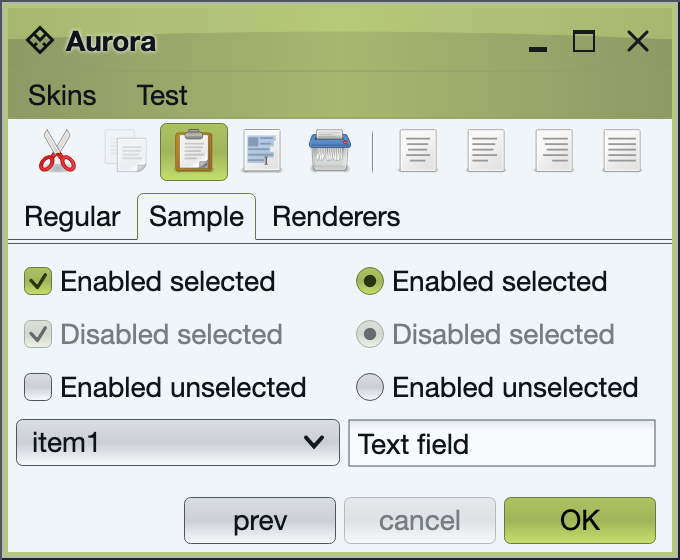 Aurora
Skins Test
Regular Sample Renderers
Enabled selected Enabled selected
Disabled selected Disabled selected
Enabled unselected Enabled unselected
item1 Text field
prev cancel OK